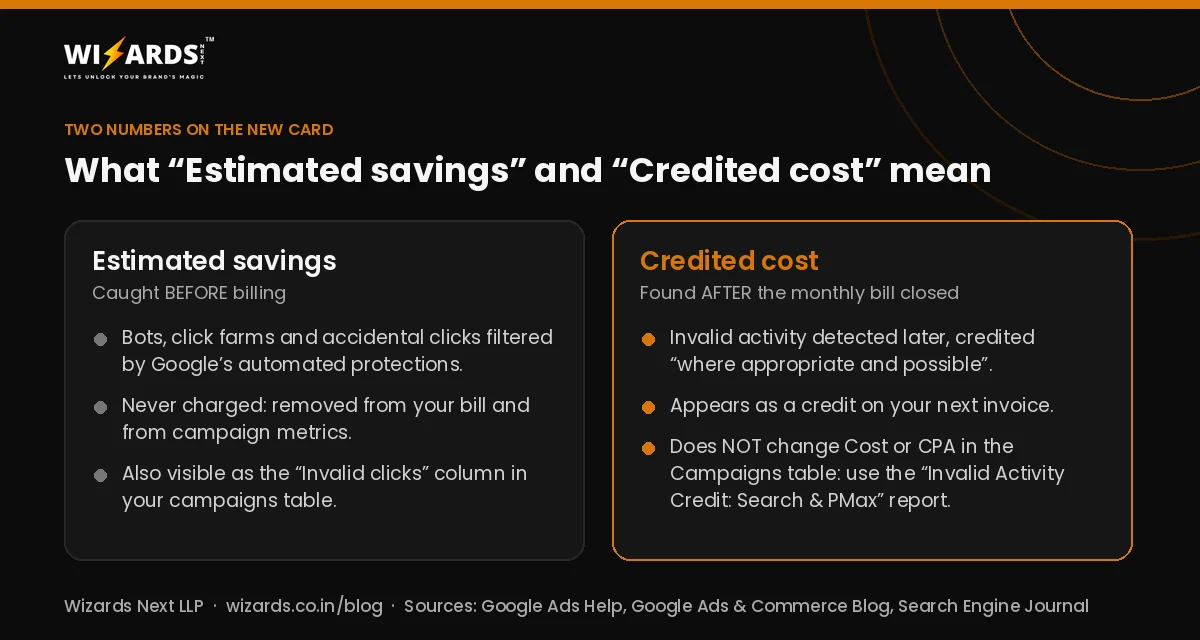 WIZARDS NEXT ™
LETS UNLOCK YOUR BRAND'S MAGIC
TWO NUMBERS ON THE NEW CARD
What “Estimated savings” and “Credited cost” mean
Estimated savings
Caught BEFORE billing
Bots, click farms and accidental clicks filtered
by Google’s automated protections.
Never charged: removed from your bill and
from campaign metrics.
Also visible as the “Invalid clicks” column in
your campaigns table.
Credited cost
Found AFTER the monthly bill closed
Invalid activity detected later, credited
“where appropriate and possible”.
Appears as a credit on your next invoice.
Does NOT change Cost or CPA in the
Campaigns table: use the “Invalid Activity
Credit: Search & PMax” report.
Wizards Next LLP · wizards.co.in/blog · Sources: Google Ads Help, Google Ads & Commerce Blog, Search Engine Journal